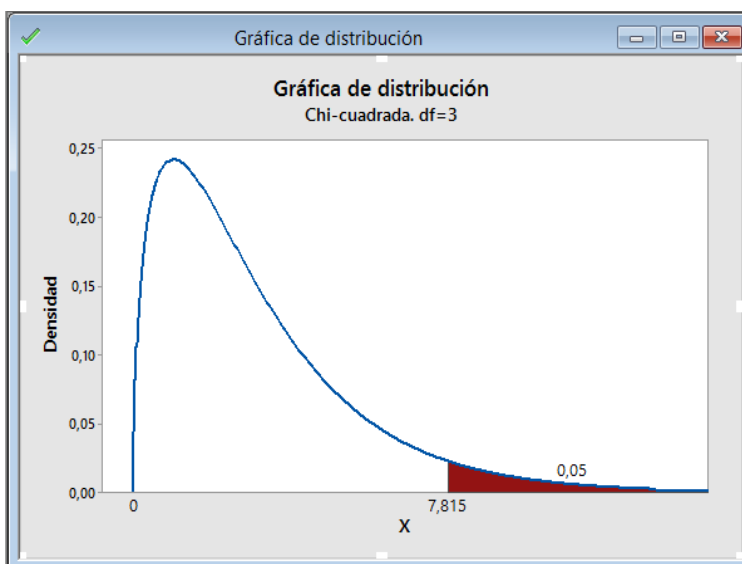 Gráfica de distribución
Gráfica de distribución
Chi-cuadrada. df=3
0,25
0,20
0,15
0,10
0,05
0,00
Densidad
0,05
0
7,815
X